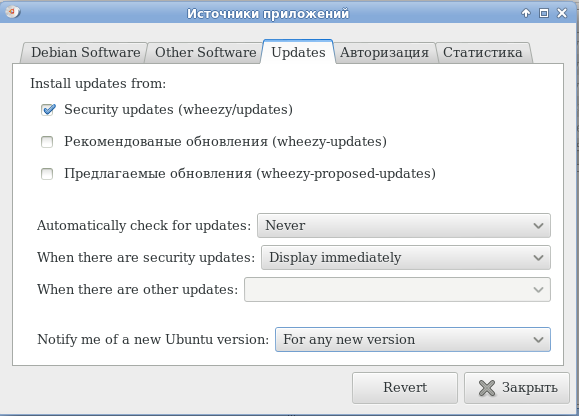 Источники приложений
Debian Software Other Software Updates Авторизация Статистика
Install updates from:
Security updates (wheezy/updates)
Рекомендованые обновления (wheezy-updates)
Предлагаемые обновления (wheezy-proposed-updates)
Automatically check for updates: Never
When there are security updates: Display immediately
When there are other updates:
Notify me of a new Ubuntu version: For any new version
Revert Закрыть